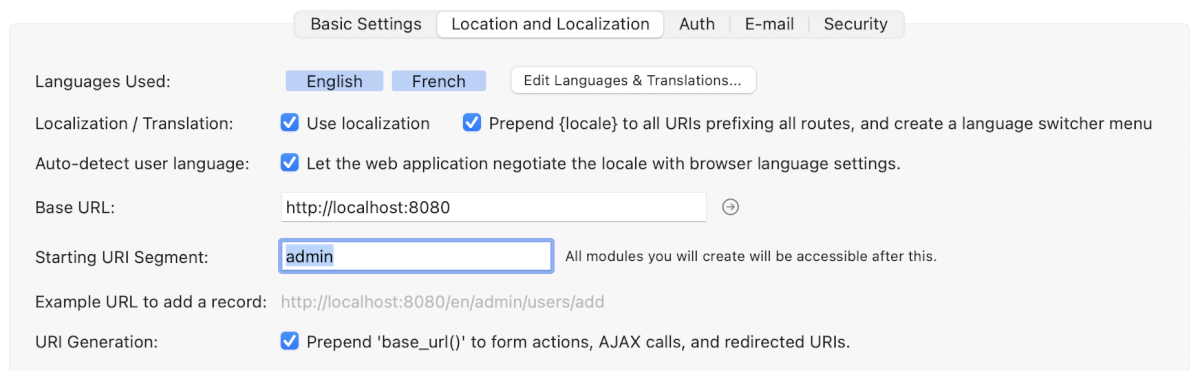 Basic Settings Location and Localization Auth E-mail Security
Languages Used: English French Edit Languages & Translations...
Localization / Translation: Use localization Prepend {locale} to all URIs prefixing all routes, and create a language switcher menu
Auto-detect user language: Let the web application negotiate the locale with browser language settings.
Base URL: http://localhost:8080
Starting URI Segment: admin All modules you will create will be accessible after this.
Example URL to add a record: http://localhost:8080/en/admin/users/add
URI Generation: Prepend 'base_url()' to form actions, AJAX calls, and redirected URIs.